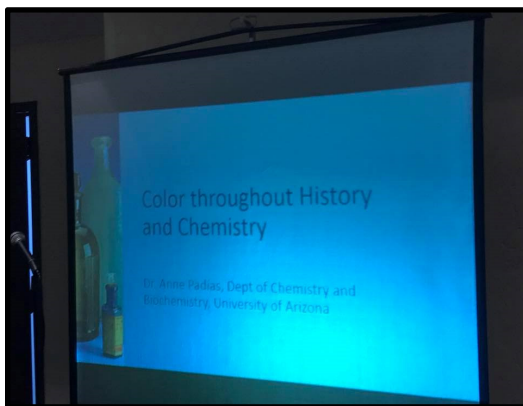 Color throughout History
and Chemistry
Dr. Anne Padias, Dept of Chemistry and
Biochemistry, University of Arizona